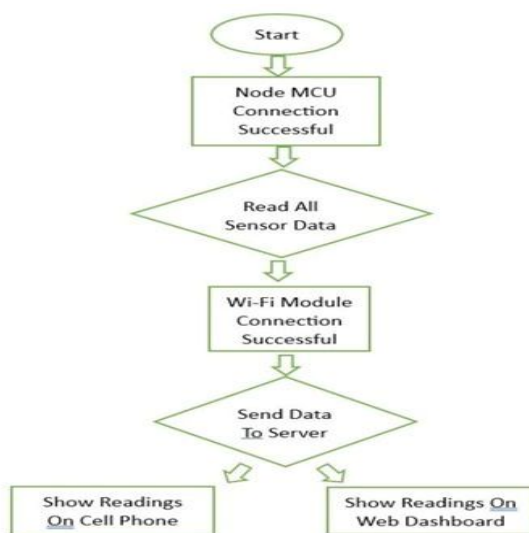 Start
Node MCU
Connection
Successful
Read All
Sensor Data
Wi-Fi Module
Connection
Successful
Send Data
To Server
Show Readings
On Cell Phone
Show Readings On
Web Dashboard